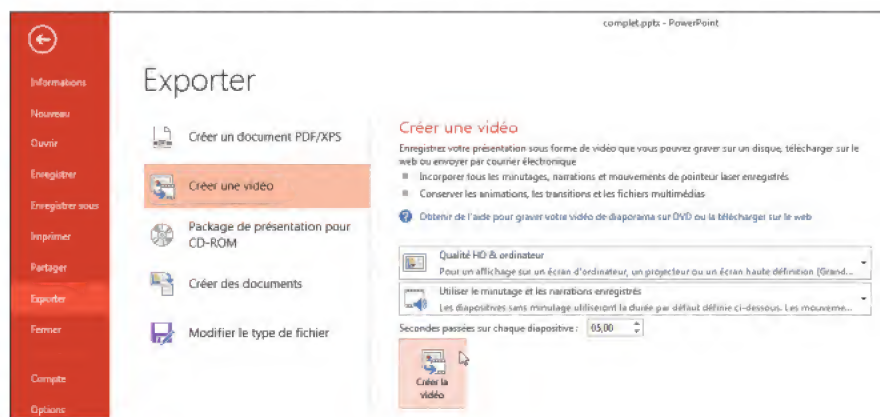 complet.pptx - PowerPoint
Informations
Nouveau
Ouvrir
Enregistrer
Enregistrer sous
Imprimer
Partager
Exporter
Fermer
Compte
Options
Exporter
Créer un document PDF/XPS
Créer une vidéo
Package de présentation pour
CD-ROM
Créer des documents
Modifier le type de fichier
Créer une vidéo
Enregistrez votre présentation sous forme de vidéo que vous pouvez graver sur un disque, télécharger sur le
web ou envoyer par courrier électronique
Incorporer tous les minutages, narrations et mouvements de pointeur laser enregistrés
Conserver les animations, les transitions et les fichiers multimédias
Obtenir de l'aide pour graver votre vidéo de diaporama sur DVD ou la télécharger sur le web
Qualité HD & ordinateur
Pour un affichage sur un écran d'ordinateur, un projecteur ou un écran haute définition (Grand...
Utiliser le minutage et les narrations enregistrés
Les diapositives sans minutage utiliseront la durée par défaut définie ci-dessous. Les mouveme...
Secondes passées sur chaque diapositive : 05,00
Créer la
vidéo